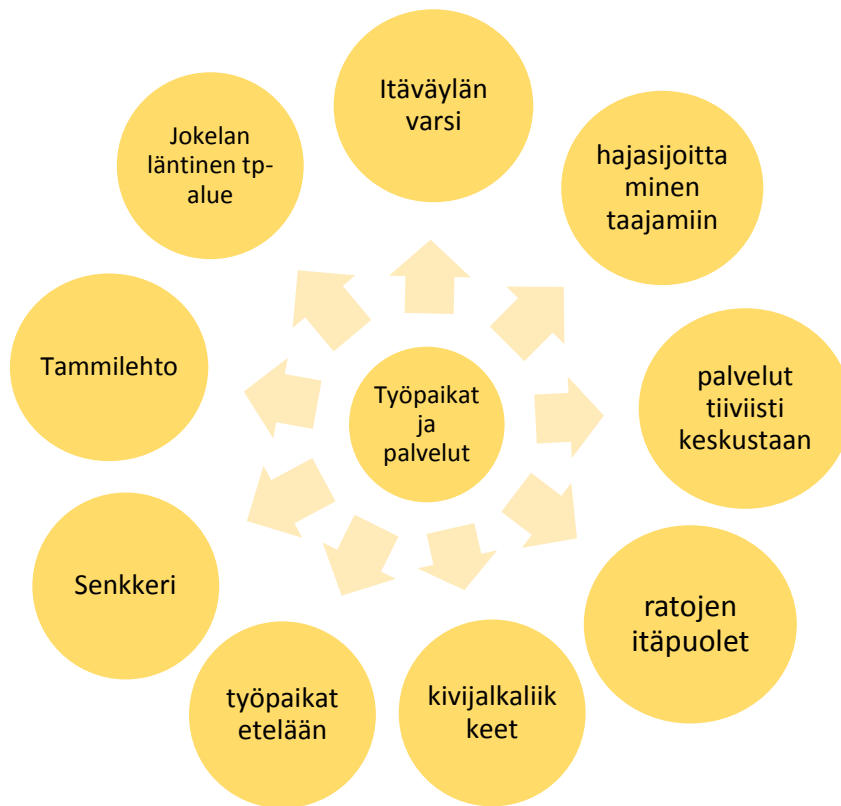 Itäväylän
varsi
hajasijoitta
minen
taajamiin
palvelut
tiiviisti
keskustaan
ratojen
itäpuolet
kivijalkaliik
keet
työpaikat
etelään
Senkkeri
Tammilehto
Jokelan
läntinen tp-
alue
Työpaikat
ja
palvelut